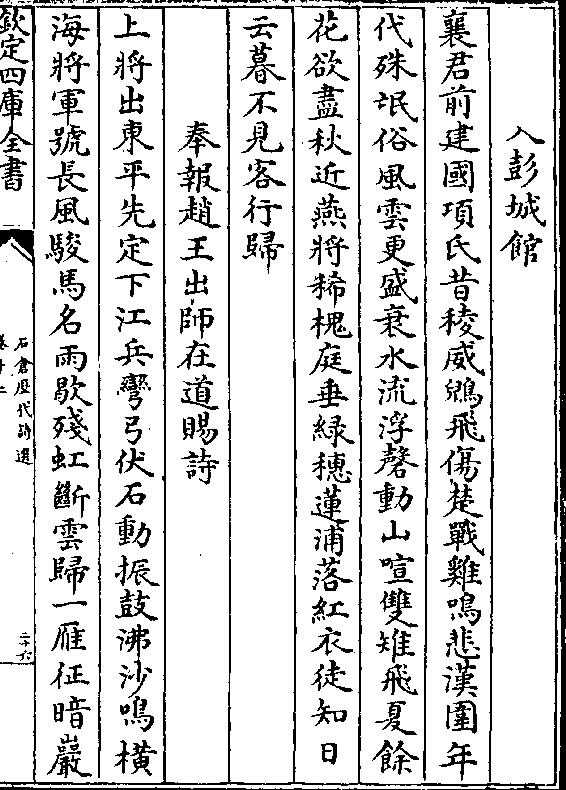 入彭城館
襄君前建國項氏昔稜威鵶飛傷楚戰雞鳴悲漢圍年
代殊氓俗風雲更盛衰水流浮磬動山喧雙雉飛夏餘
花欲盡秋近燕將稀槐庭垂緑穗蓮浦落紅衣徒知日
云暮不見客行歸
奉報趙王出師在道賜詩
上將出東平先定下江兵彎弓伏石動振鼓沸沙鳴橫
海將軍號長風駿馬名雨歇殘虹斷雲歸一雁征暗巖
欽定四庫全書
石倉歷代詩選
二十六